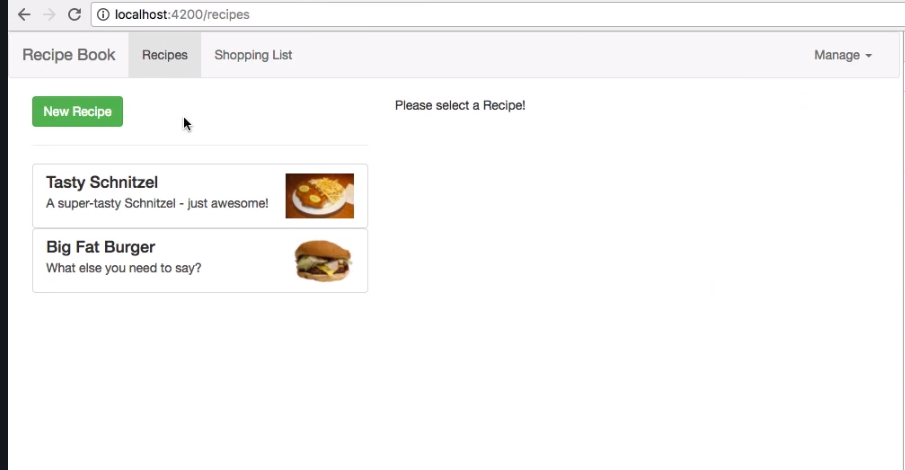 localhost:4200/recipes
Recipe Book Recipes Shopping List Manage
New Recipe
Please select a Recipe!
Tasty Schnitzel
A super-tasty Schnitzel - just awesome!
Big Fat Burger
What else you need to say?